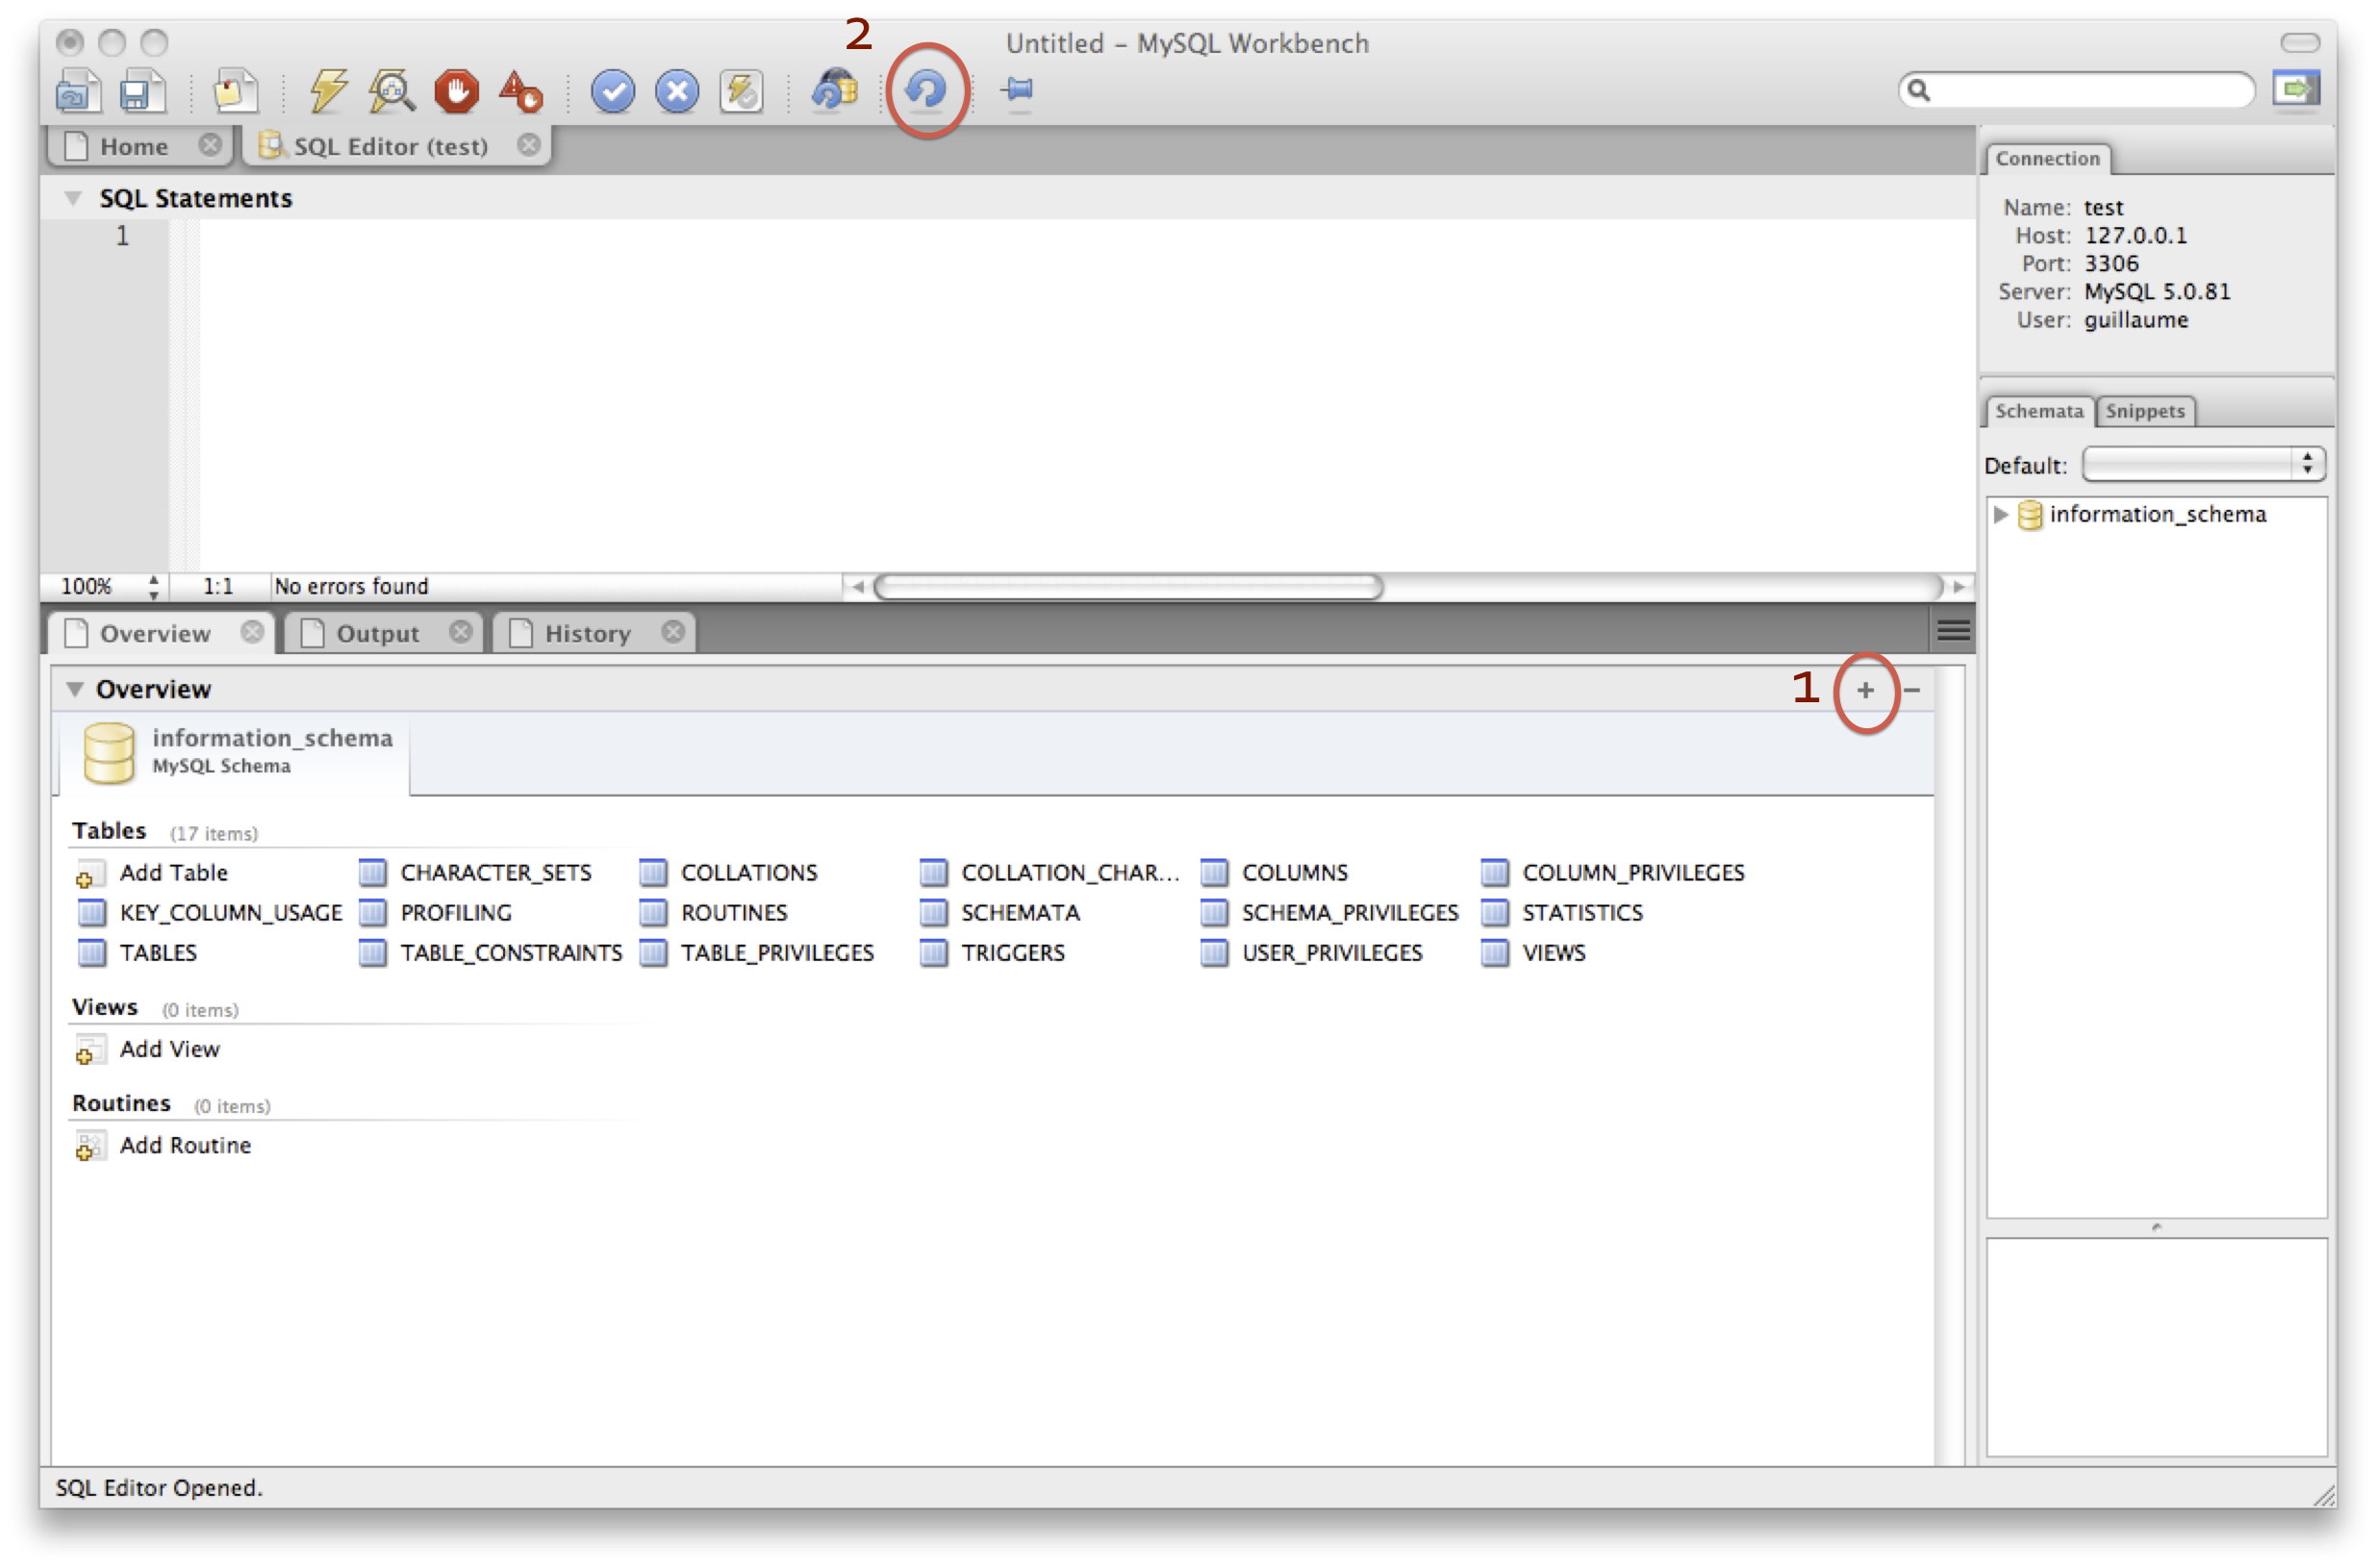 2
Untitled – MySQL Workbench
Home
SQL Editor (test)
Connection
SQL Statements
1
Name: test
Host: 127.0.0.1
Port: 3306
Server: MySQL 5.0.81
User: guillaume
Schemata Snippets
Default:
information_schema
100% 1:1 No errors found
Overview Output History
Overview
1 + −
information_schema
MySQL Schema
Tables (17 items)
Add Table CHARACTER_SETS COLLATIONS COLLATION_CHAR... COLUMNS COLUMN_PRIVILEGES
KEY_COLUMN_USAGE PROFILING ROUTINES SCHEMATA SCHEMA_PRIVILEGES STATISTICS
TABLES TABLE_CONSTRAINTS TABLE_PRIVILEGES TRIGGERS USER_PRIVILEGES VIEWS
Views (0 items)
Add View
Routines (0 items)
Add Routine
SQL Editor Opened.